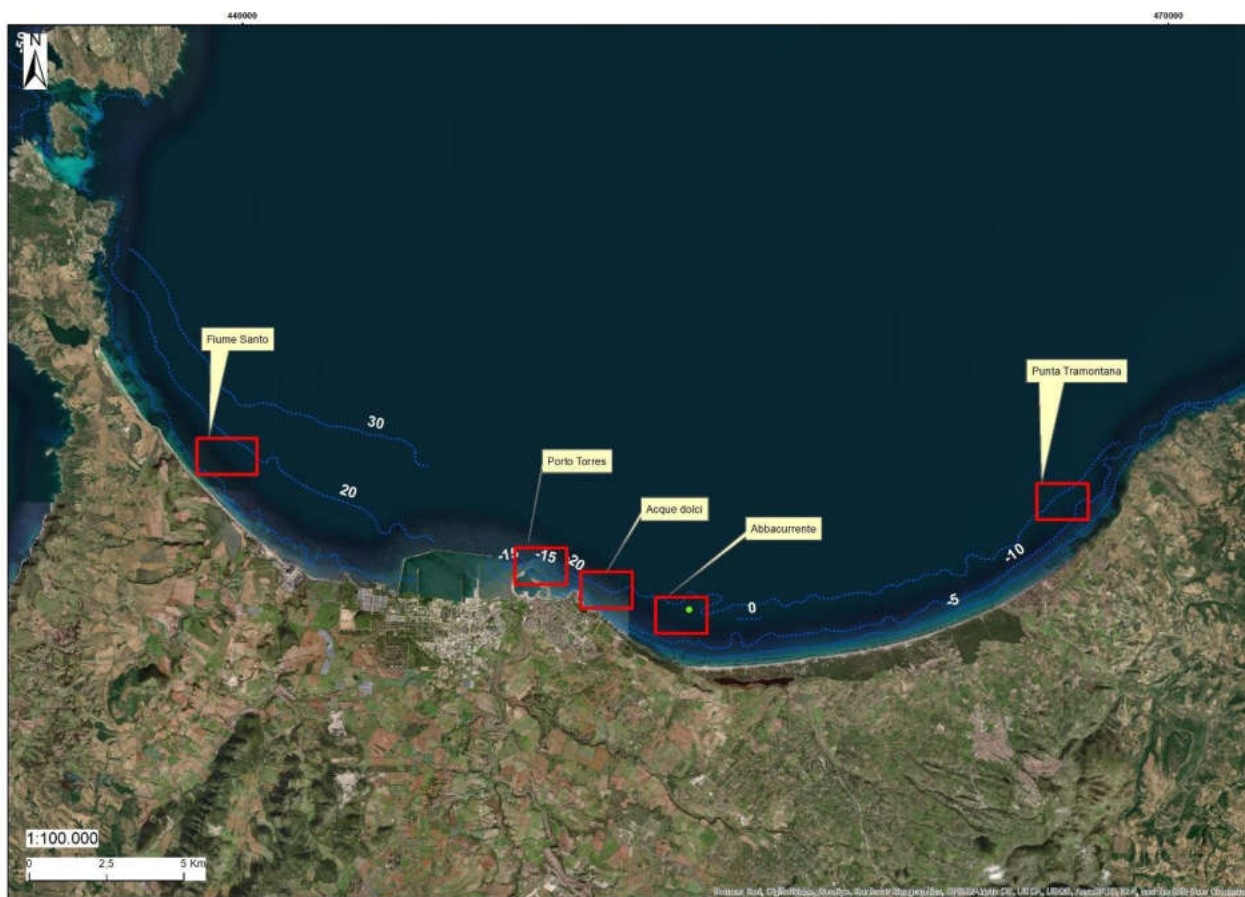 440000
470000
N
Fiume Santo
Punta Tramontana
30
Porto Torres
20
Acque dolci
Abbacurrente
-15
-15
-20
-10
0
-5
1:100.000
0
2,5
5 Km